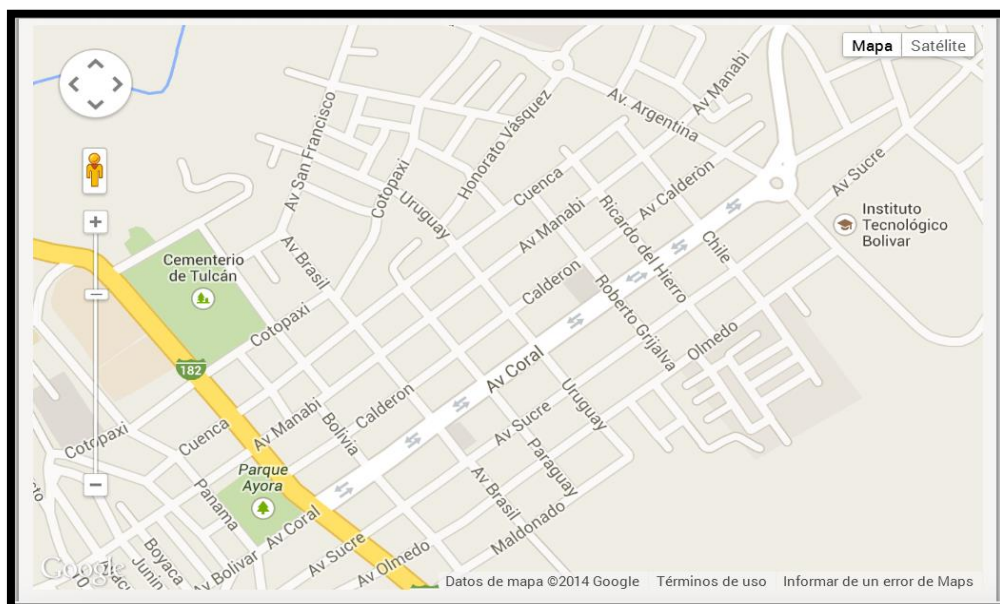 Mapa
Satélite
Av Manabi
Av. Argentina
Honorato Vásquez
Av San Francisco
Cotopaxi
Uruguay
Cuenca
Av Manabi
Ricardo del Hierro
Av Calderon
Av Sucre
Instituto
Tecnológico
Bolivar
Chile
Av Brasil
Cementerio
de Tulcán
Calderon
Roberto Grijalva
Olmedo
Cotopaxi
182
Av Coral
Uruguay
Calderon
Av Manabi
Bolivia
Cuenca
Cotopaxi
Av Sucre
Paraguay
Parque
Ayora
Panama
Av Brasil
Maldonado
Av Coral
Av Sucre
Av Olmedo
Av Bolivar
Boyaca
Junin
Google
Datos de mapa ©2014 Google
Términos de uso
Informar de un error de Maps